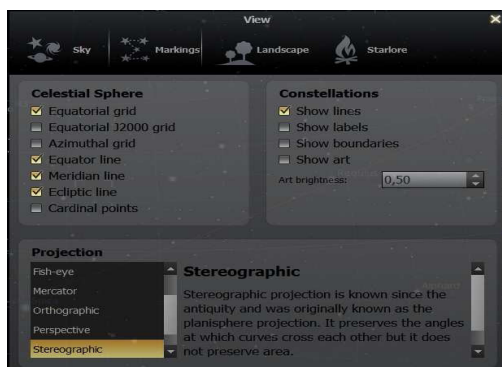 View
Sky
Markings
Landscape
Starlore
Celestial Sphere
Equatorial grid
Equatorial J2000 grid
Azimuthal grid
Equator line
Meridian line
Ecliptic line
Cardinal points
Constellations
Show lines
Show labels
Show boundaries
Show art
Art brightness: 0,50
Projection
Fish-eye
Mercator
Orthographic
Perspective
Stereographic
Stereographic
Stereographic projection is known since the
antiquity and was originally known as the
planisphere projection. It preserves the angles
at which curves cross each other but it does
not preserve area.